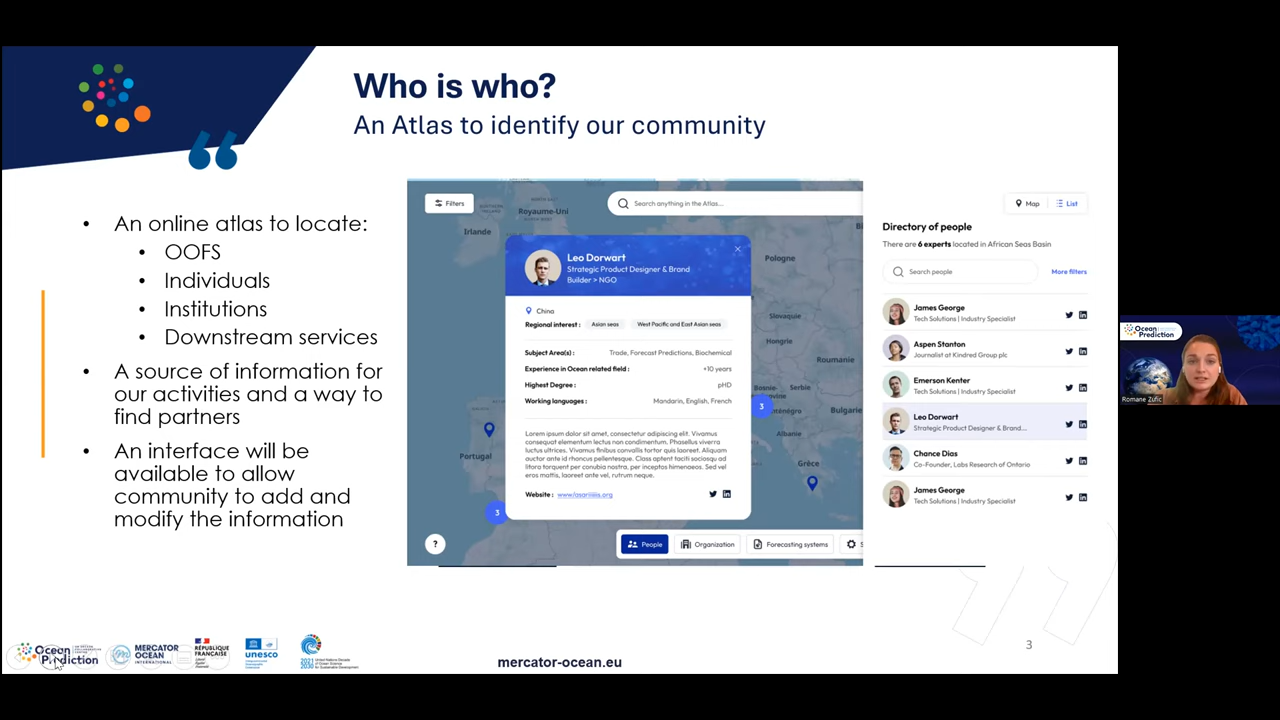 Who is who?
An Atlas to identify our community
• An online atlas to locate:
• OOFS
• Individuals
• Institutions
• Downstream services
• A source of information for
our activities and a way to
find partners
• An interface will be
available to allow
community to add and
modify the information
Filters
Search anything in the Atlas...
Royaume-Uni
Irlande
Pologne
Slovaquie
Hongrie
Roumanie
Serbie
Bulgarie
Albanie
Grèce
Portugal
3
3
Leo Dorwart
Strategic Product Designer & Brand
Builder > NGO
China
Regional interest : Asian seas West Pacific and East Asian seas
Subject Area(s) : Trade, Forecast Predictions, Biochemical
Experience in Ocean related field : +10 years
Highest Degree : pHD
Working languages : Mandarin, English, French
Lorem ipsum dolor sit amet, consectetur adipiscing elit. Vivamus
consequat elementum lectus non condimentum. Phasellus viverra
luctus ultrices. Vivamus finibus convallis tortor quis luctus. Aliquam
ante id rhoncus pellentesque. Class aptent taciti sociosqu ad
litora torquent per conubia nostra, per inceptos himenaeos. Sed vel
eros mattis, laoreet ante vel, rutrum neque.
Website :
?
People
Organization
Forecasting systems
S
Map
List
Directory of people
There are 6 experts located in African Seas Basin
Search people
More filters
James George
Tech Solutions | Industry Specialist
Aspen Stanton
Journalist at Kindred Group plc
Emerson Kenter
Tech Solutions | Industry Specialist
Leo Dorwart
Strategic Product Designer & Brand...
Chance Dias
Co-Founder, Labs Research of Ontario
James George
Tech Solutions | Industry Specialist
Ocean
Prediction
MERCATOR
OCEAN
INTERNATIONAL
RÉPUBLIQUE
FRANÇAISE
unesco
mercator-ocean.eu
3
Ocean
Prediction
Romane Zufic